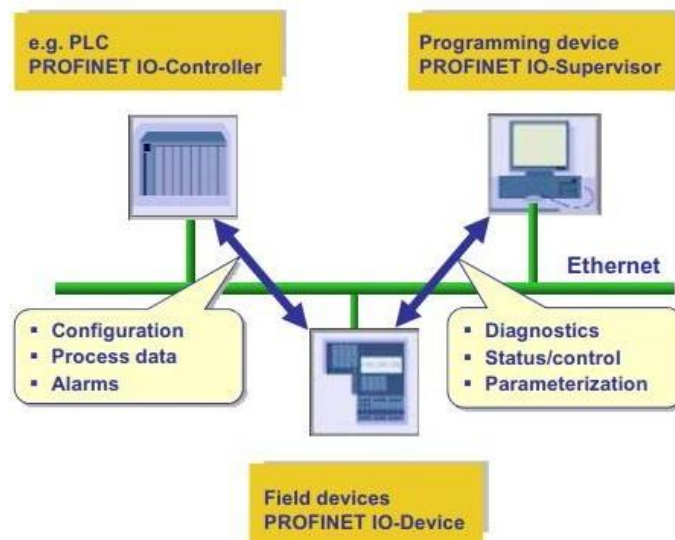 e.g. PLC
PROFINET IO-Controller
Programming device
PROFINET IO-Supervisor
Ethernet
▪ Configuration
▪ Process data
▪ Alarms
▪ Diagnostics
▪ Status/control
▪ Parameterization
Field devices
PROFINET IO-Device